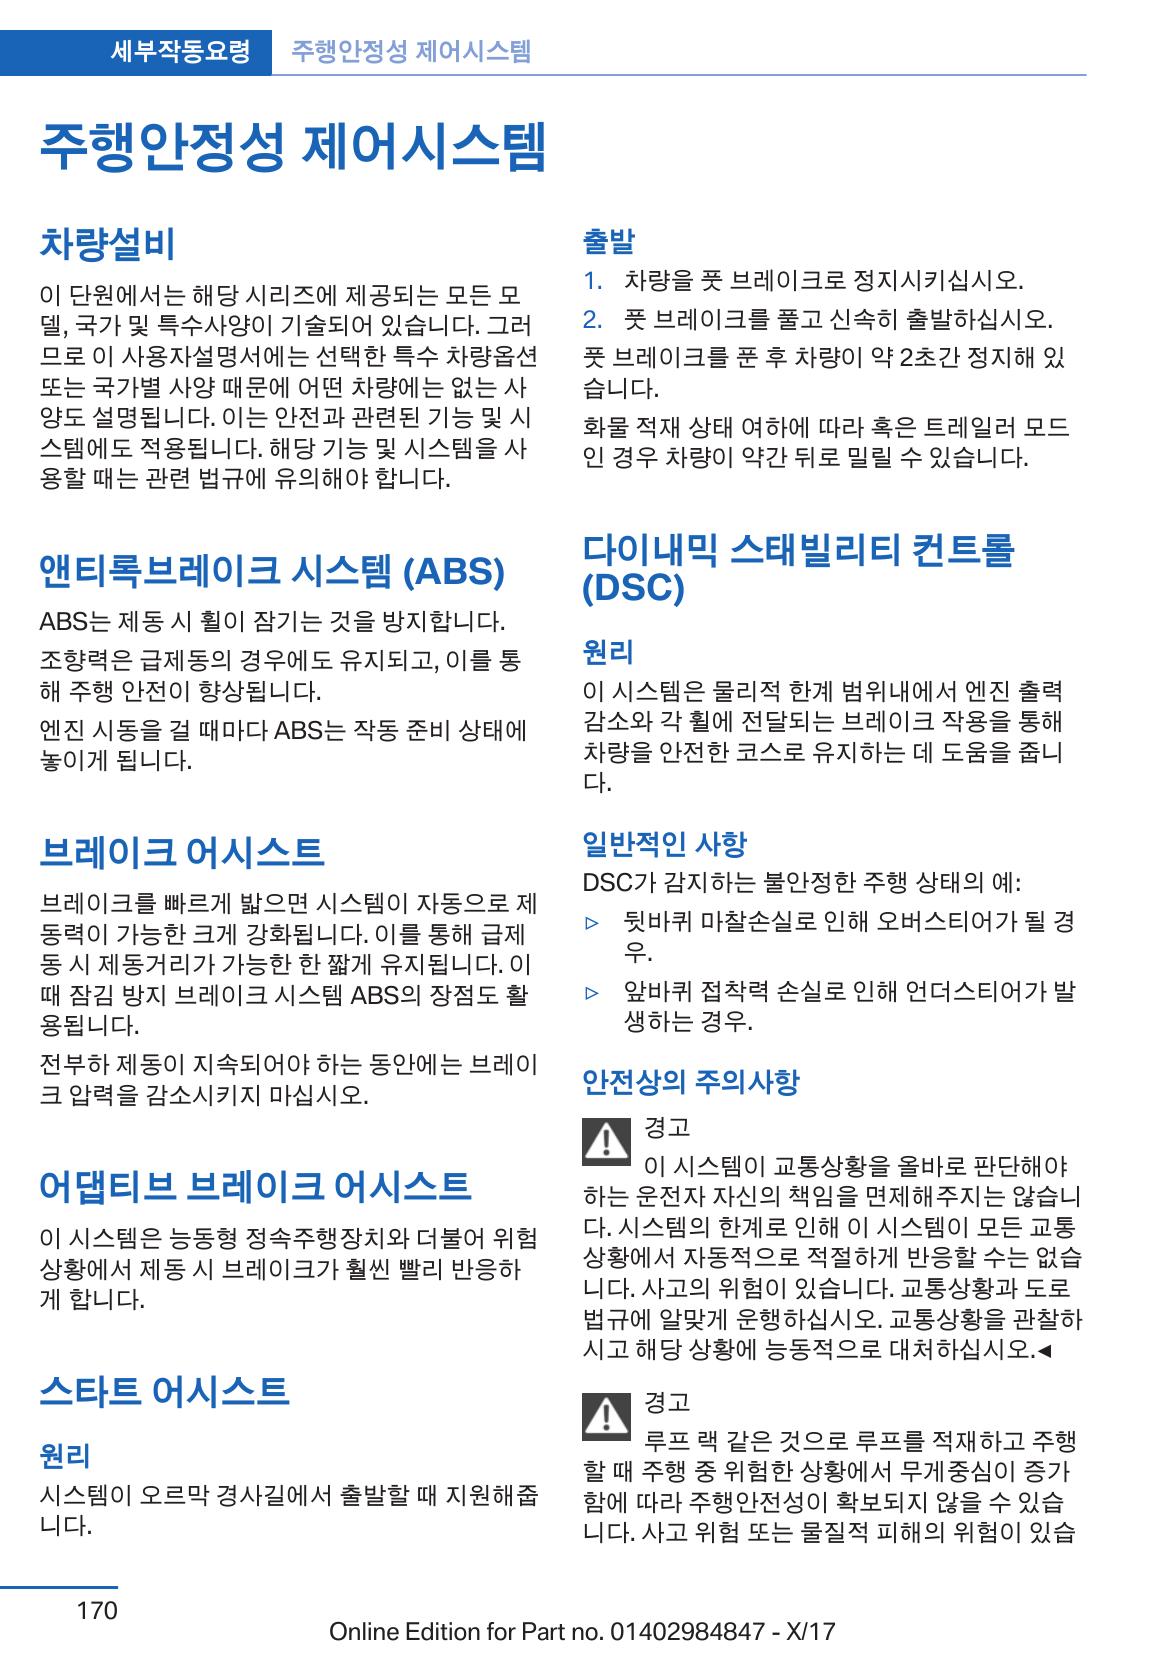 세부작동요령 주행안정성 제어시스템
주행안정성 제어시스템
차량설비
이 단원에서는 해당 시리즈에 제공되는 모든 모
델, 국가 및 특수사양이 기술되어 있습니다. 그러
므로 이 사용자설명서에는 선택한 특수 차량옵션
또는 국가별 사양 때문에 어떤 차량에는 없는 사
양도 설명됩니다. 이는 안전과 관련된 기능 및 시
스템에도 적용됩니다. 해당 기능 및 시스템을 사
용할 때는 관련 법규에 유의해야 합니다.
앤티록브레이크 시스템 (ABS)
ABS는 제동 시 휠이 잠기는 것을 방지합니다.
조향력은 급제동의 경우에도 유지되고, 이를 통
해 주행 안전이 향상됩니다.
엔진 시동을 걸 때마다 ABS는 작동 준비 상태에
놓이게 됩니다.
브레이크 어시스트
브레이크를 빠르게 밟으면 시스템이 자동으로 제
동력이 가능한 크게 강화됩니다. 이를 통해 급제
동 시 제동거리가 가능한 한 짧게 유지됩니다. 이
때 잠김 방지 브레이크 시스템 ABS의 장점도 활
용됩니다.
전부하 제동이 지속되어야 하는 동안에는 브레이
크 압력을 감소시키지 마십시오.
어댑티브 브레이크 어시스트
이 시스템은 능동형 정속주행장치와 더불어 위험
상황에서 제동 시 브레이크가 훨씬 빨리 반응하
게 합니다.
스타트 어시스트
원리
시스템이 오르막 경사길에서 출발할 때 지원해줍
니다.
출발
1. 차량을 풋 브레이크로 정지시키십시오.
2. 풋 브레이크를 풀고 신속히 출발하십시오.
풋 브레이크를 푼 후 차량이 약 2초간 정지해 있
습니다.
화물 적재 상태 여하에 따라 혹은 트레일러 모드
인 경우 차량이 약간 뒤로 밀릴 수 있습니다.
다이내믹 스태빌리티 컨트롤
(DSC)
원리
이 시스템은 물리적 한계 범위내에서 엔진 출력
감소와 각 휠에 전달되는 브레이크 작용을 통해
차량을 안전한 코스로 유지하는 데 도움을 줍니
다.
일반적인 사항
DSC가 감지하는 불안정한 주행 상태의 예:
▷ 뒷바퀴 마찰손실로 인해 오버스티어가 될 경
우.
▷ 앞바퀴 접착력 손실로 인해 언더스티어가 발
생하는 경우.
안전상의 주의사항
경고
이 시스템이 교통상황을 올바로 판단해야
하는 운전자 자신의 책임을 면제해주지는 않습니
다. 시스템의 한계로 인해 이 시스템이 모든 교통
상황에서 자동적으로 적절하게 반응할 수는 없습
니다. 사고의 위험이 있습니다. 교통상황과 도로
법규에 알맞게 운행하십시오. 교통상황을 관찰하
시고 해당 상황에 능동적으로 대처하십시오.◀
경고
루프 랙 같은 것으로 루프를 적재하고 주행
할 때 주행 중 위험한 상황에서 무게중심이 증가
함에 따라 주행안전성이 확보되지 않을 수 있습
니다. 사고 위험 또는 물질적 피해의 위험이 있습
170
Online Edition for Part no. 01402984847 - X/17